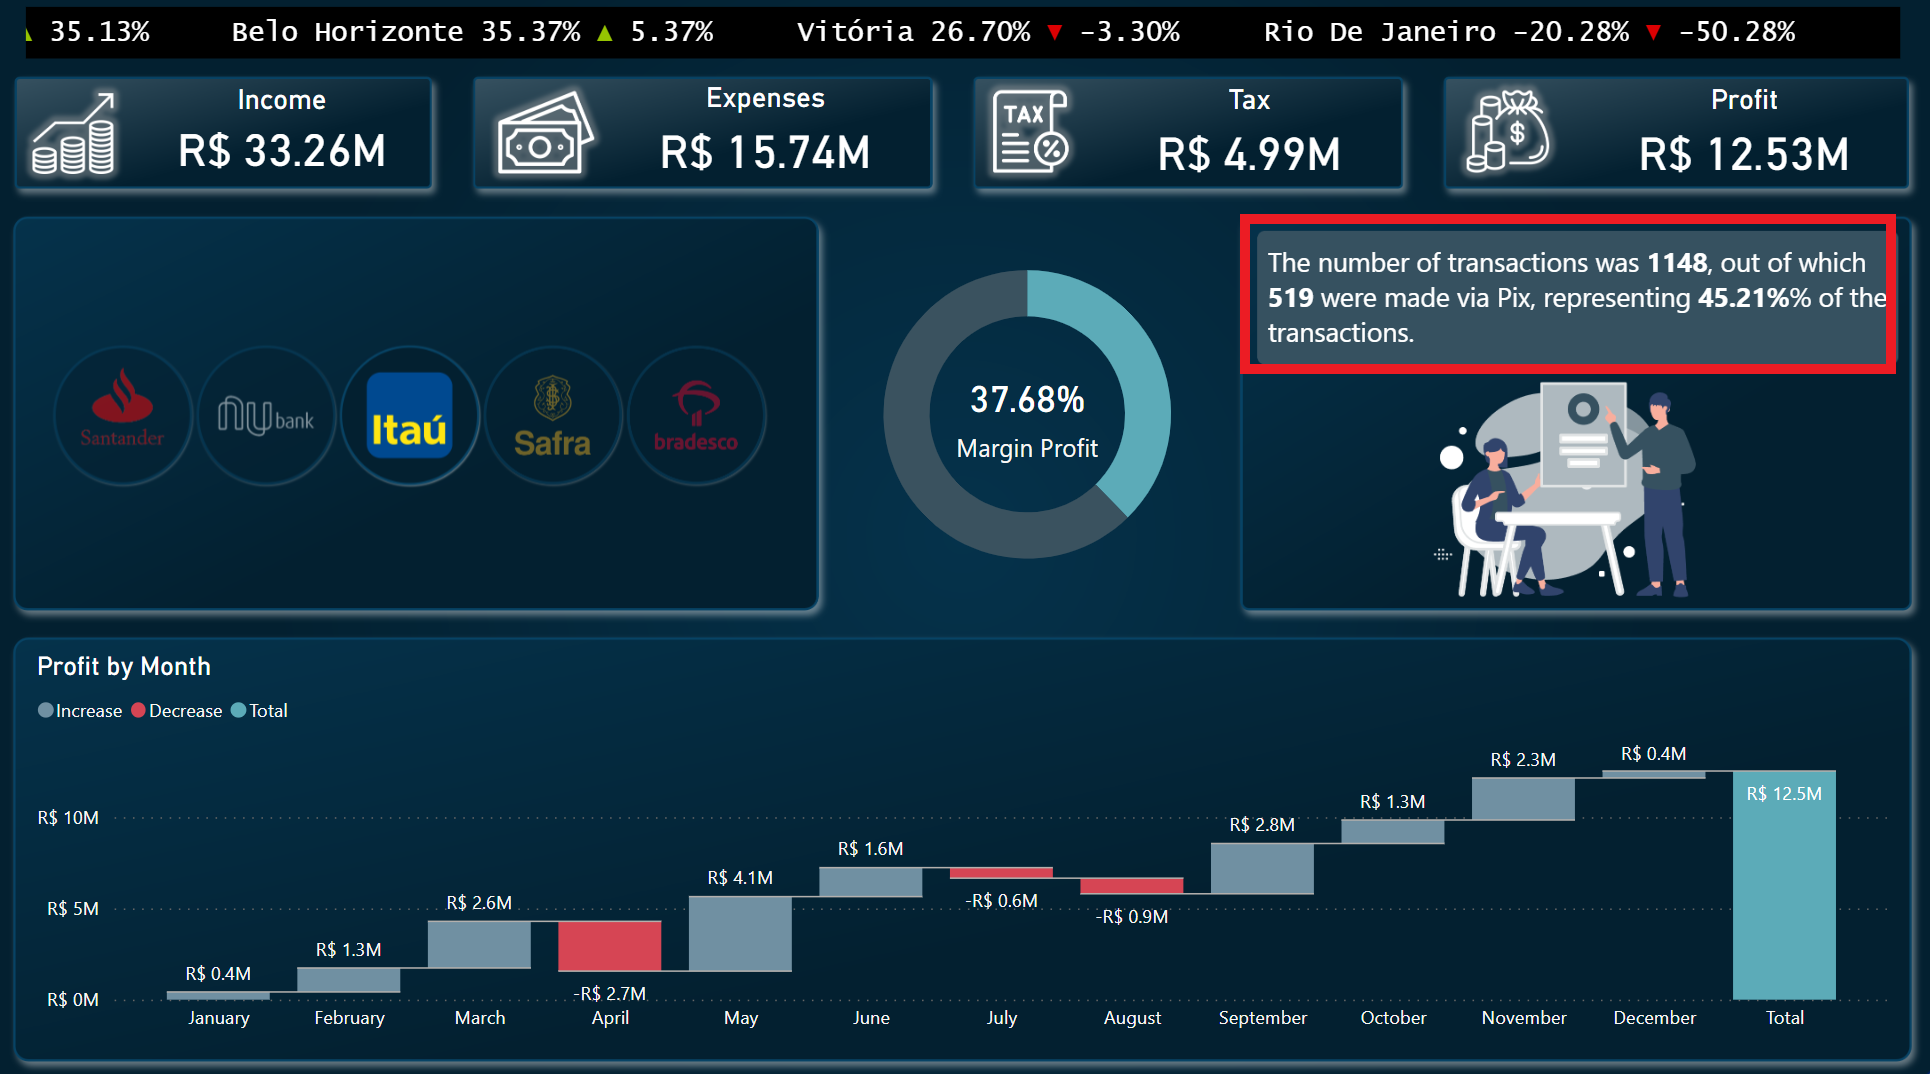 35.13% Belo Horizonte 35.37% ▲ 5.37% Vitória 26.70% ▼ -3.30% Rio De Janeiro -20.28% ▼ -50.28%
Income
R$ 33.26M
Expenses
R$ 15.74M
TAX
%
Tax
R$ 4.99M
$
Profit
R$ 12.53M
Santander
nu bank
Itaú
Safra
bradesco
37.68%
Margin Profit
The number of transactions was 1148, out of which
519 were made via Pix, representing 45.21%% of the
transactions.
Profit by Month
Increase Decrease Total
R$ 10M
R$ 5M
R$ 0M
R$ 0.4M
R$ 1.3M
R$ 2.6M
-R$ 2.7M
R$ 4.1M
R$ 1.6M
-R$ 0.6M
-R$ 0.9M
R$ 2.8M
R$ 1.3M
R$ 2.3M
R$ 0.4M
R$ 12.5M
January February March April May June July August September October November December Total